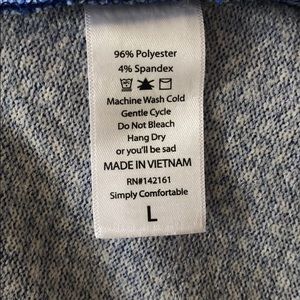 96% Polyester
4% Spandex
Machine Wash Cold
Gentle Cycle
Do Not Bleach
Hang Dry
or you'll be sad
MADE IN VIETNAM
RN#142161
Simply Comfortable
L